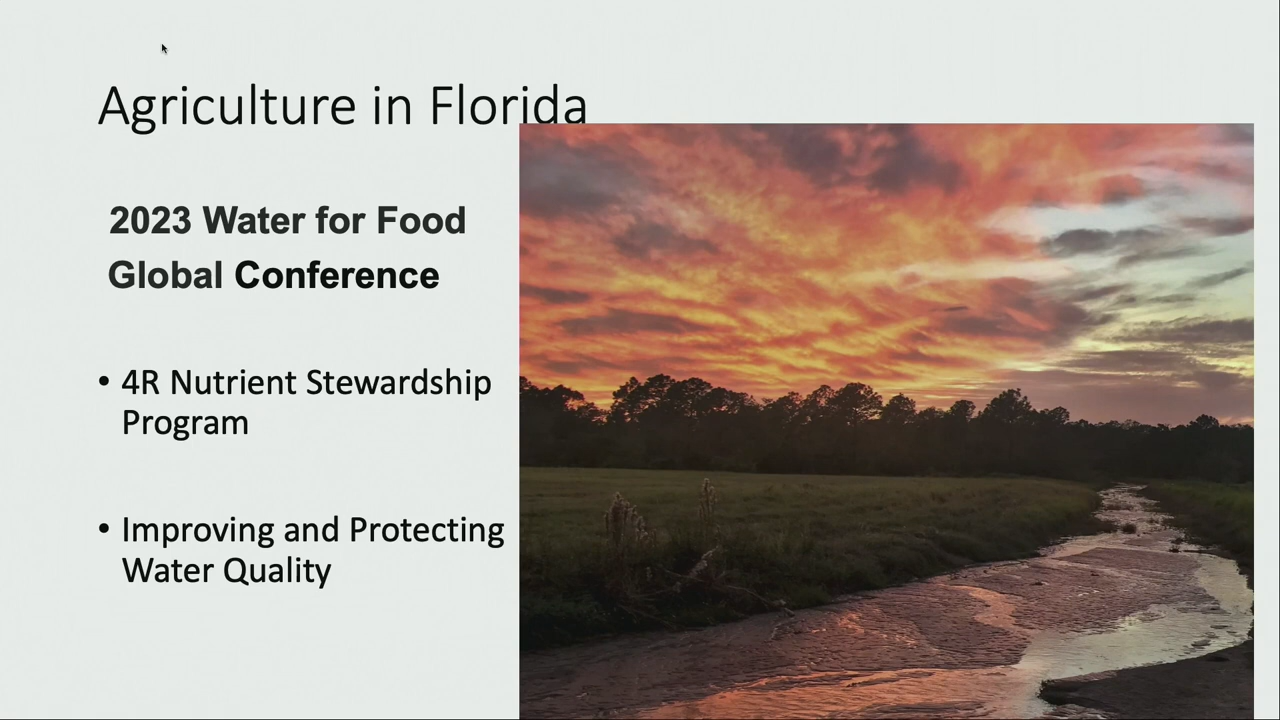 Agriculture in Florida
2023 Water for Food
Global Conference
• 4R Nutrient Stewardship
Program
• Improving and Protecting
Water Quality